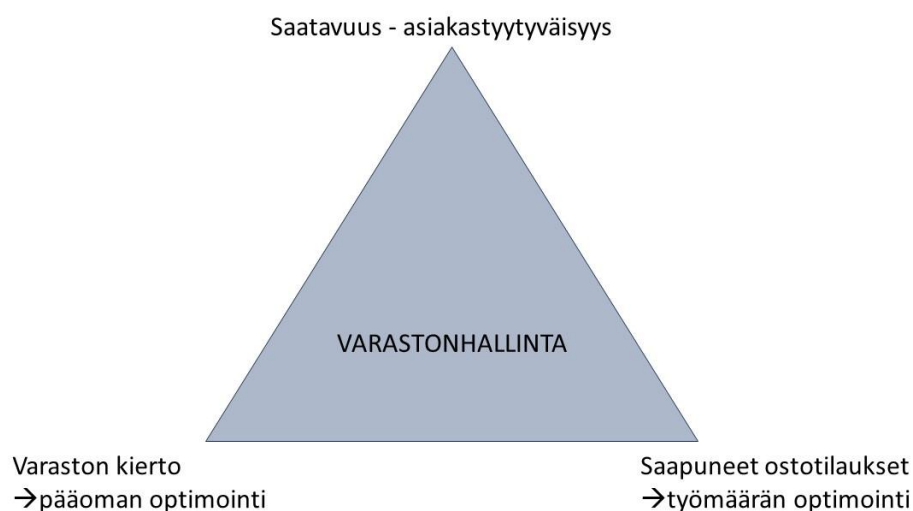 Saatavuus - asiakastyytyväisyys
VARASTONHALLINTA
Varaston kierto
→pääoman optimointi
Saapuneet ostotilaukset
→työmäärän optimointi